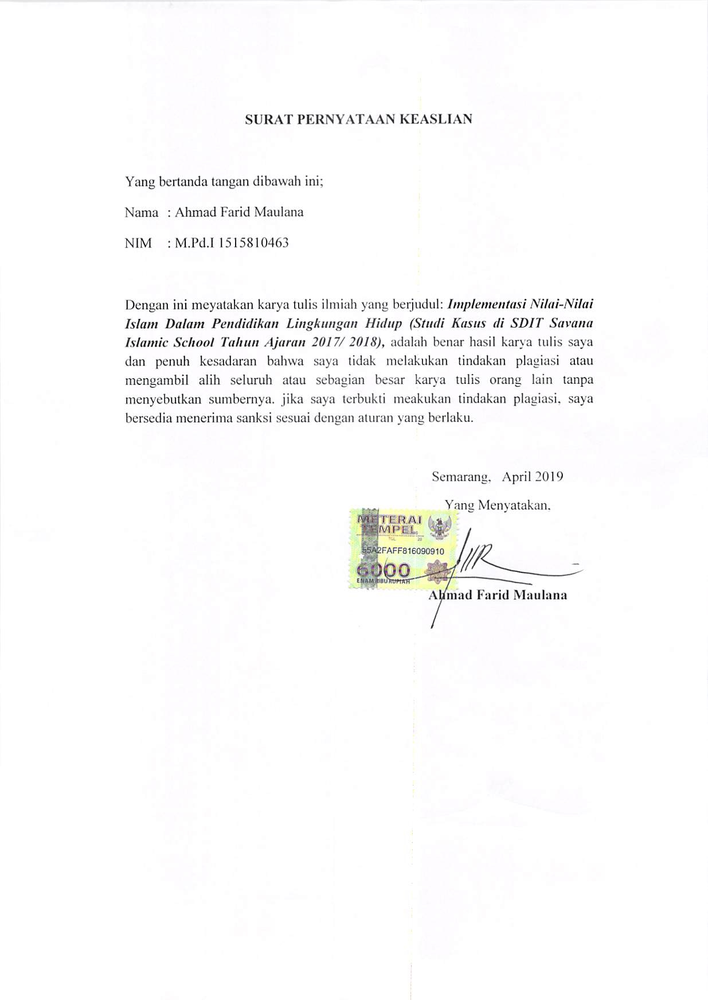 SURAT PERNYATAAN KEASLIAN
Yang bertanda tangan dibawah ini;
Nama : Ahmad Farid Maulana
NIM : M.Pd.I 1515810463
Dengan ini meyatakan karya tulis ilmiah yang berjudul: Implementasi Nilai-Nilai
Islam Dalam Pendidikan Lingkungan Hidup (Studi Kasus di SDIT Savana
Islamic School Tahun Ajaran 2017/ 2018), adalah benar hasil karya tulis saya
dan penuh kesadaran bahwa saya tidak melakukan tindakan plagiasi atau
mengambil alih seluruh atau sebagian besar karya tulis orang lain tanpa
menyebutkan sumbernya. jika saya terbukti meakukan tindakan plagiasi, saya
bersedia menerima sanksi sesuai dengan aturan yang berlaku.
Semarang, April 2019
Yang Menyatakan,
METERAI
TEMPEL
TGL 20
55A2FAFF816090910
6000
ENAM RIBU RUPIAH
Ahmad Farid Maulana